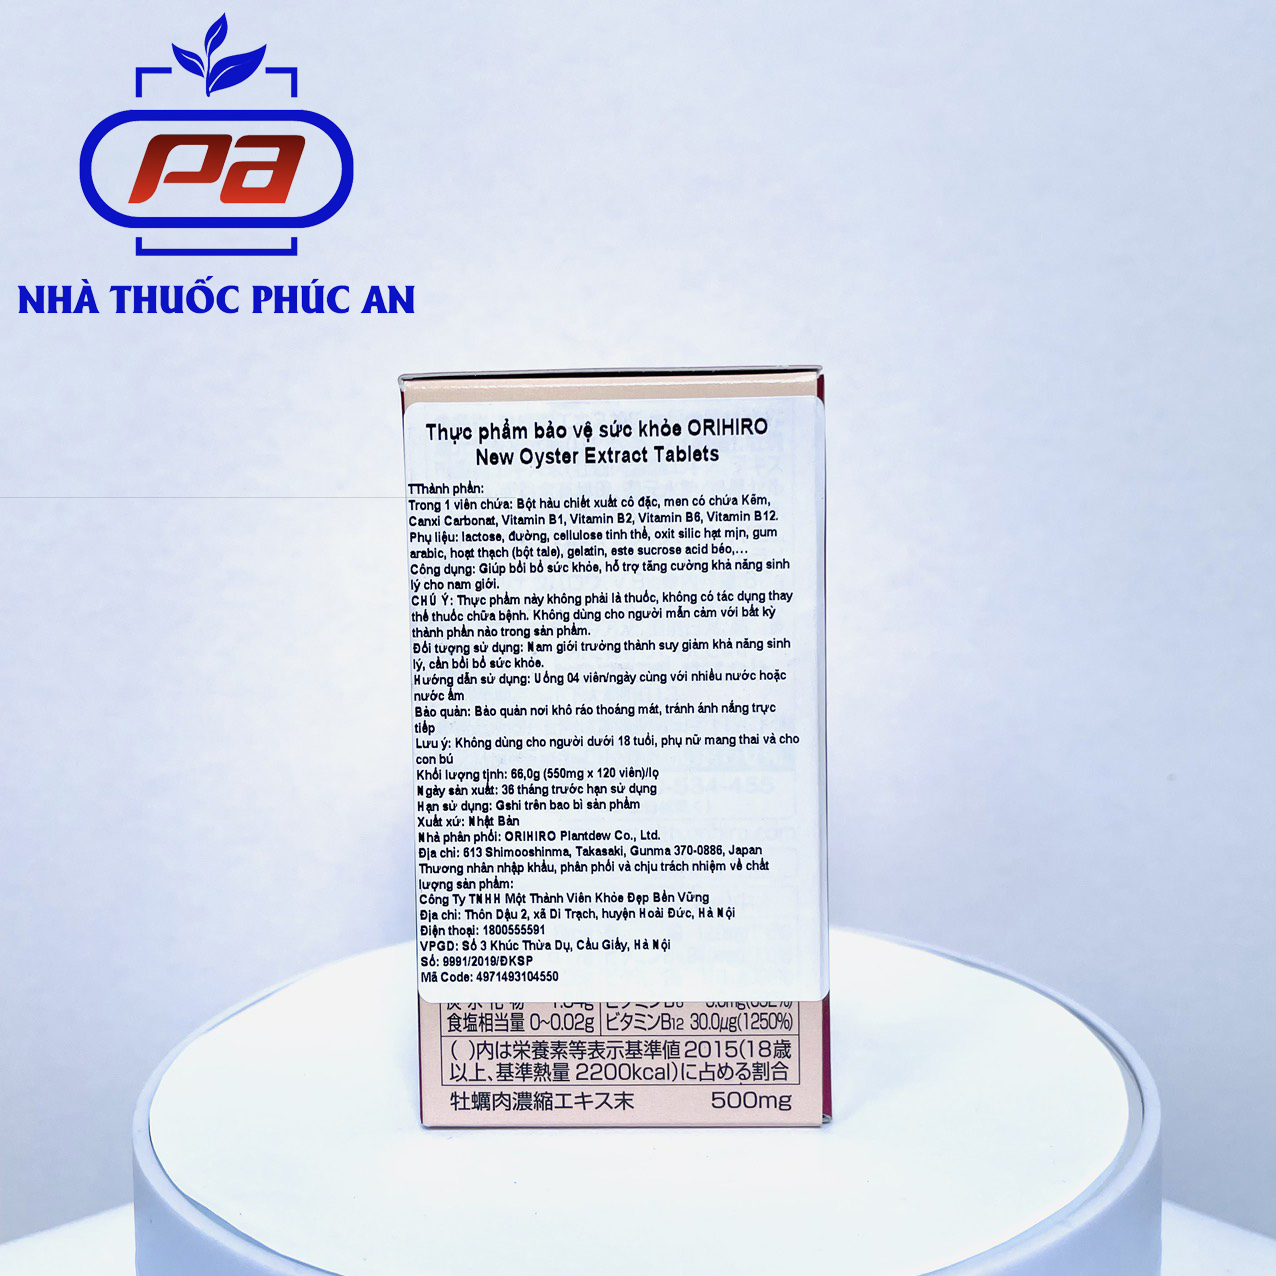 Pa
NHÀ THUỐC PHÚC AN
Thực phẩm bảo vệ sức khỏe ORIHIRO
New Oyster Extract Tablets
TThành phần:
Trong 1 viên chứa: Bột hàu chiết xuất cô đặc, men có chứa Kẽm,
Canxi Carbonat, Vitamin B1, Vitamin B2, Vitamin B6, Vitamin B12.
Phụ liệu: lactose, đường, cellulose tinh thể, oxit silic hạt mịn, gum
arabic, hoạt thạch (bột tale), gelatin, este sucrose acid béo,...
Công dụng: Giúp bồi bổ sức khỏe, hỗ trợ tăng cường khả năng sinh
lý cho nam giới.
CHÚ Ý: Thực phẩm này không phải là thuốc, không có tác dụng thay
thế thuốc chữa bệnh. Không dùng cho người mẫn cảm với bất kỳ
thành phần nào trong sản phẩm.
Đối tượng sử dụng: Nam giới trưởng thành suy giảm khả năng sinh
lý, cần bồi bổ sức khỏe.
Hướng dẫn sử dụng: Uống 04 viên/ngày cùng với nhiều nước hoặc
nước ấm
Bảo quản: Bảo quản nơi khô ráo thoáng mát, tránh ánh nắng trực
tiếp
Lưu ý: Không dùng cho người dưới 18 tuổi, phụ nữ mang thai và cho
con bú
Khối lượng tịnh: 66,0g (550mg x 120 viên)/lọ
Ngày sản xuất: 36 tháng trước hạn sử dụng
Hạn sử dụng: Gshi trên bao bì sản phẩm
Xuất xứ: Nhật Bản
Nhà phân phối: ORIHIRO Plantdew Co., Ltd.
Địa chỉ: 613 Shimooshinma, Takasaki, Gunma 370-0886, Japan
Thương nhân nhập khẩu, phân phối và chịu trách nhiệm về chất
lượng sản phẩm:
Công Ty TNHH Một Thành Viên Khỏe Đẹp Bền Vững
Địa chỉ: Thôn Dậu 2, xã Di Trạch, huyện Hoài Đức, Hà Nội
Điện thoại: 1800555591
VPGD: Số 3 Khúc Thừa Dụ, Cầu Giấy, Hà Nội
Số: 9991/2019/ĐKSP
Mã Code: 4971493104550
食塩相当量 0~0.02g ビタミンB12 30.0μg(1250%)
( )内は栄養素等表示基準値2015(18歳
以上、基準熱量2200kcal)に占める割合
牡蠣肉濃縮エキス末 500mg